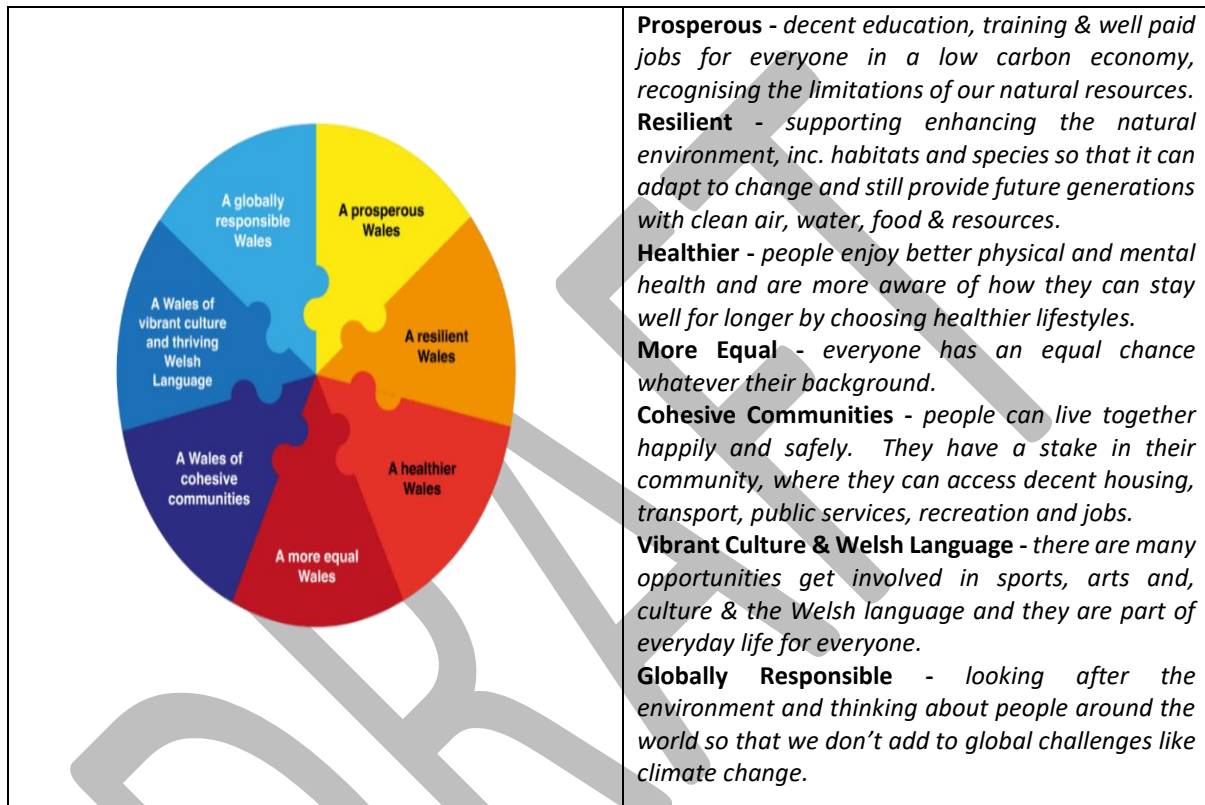 A globally
responsible
Wales
A prosperous
Wales
A Wales of
vibrant culture
and thriving
Welsh
Language
A resilient
Wales
A Wales of
cohesive
communities
A healthier
Wales
A more equal
Wales
Prosperous - decent education, training & well paid
jobs for everyone in a low carbon economy,
recognising the limitations of our natural resources.
Resilient - supporting enhancing the natural
environment, inc. habitats and species so that it can
adapt to change and still provide future generations
with clean air, water, food & resources.
Healthier - people enjoy better physical and mental
health and are more aware of how they can stay
well for longer by choosing healthier lifestyles.
More Equal - everyone has an equal chance
whatever their background.
Cohesive Communities - people can live together
happily and safely. They have a stake in their
community, where they can access decent housing,
transport, public services, recreation and jobs.
Vibrant Culture & Welsh Language - there are many
opportunities get involved in sports, arts and,
culture & the Welsh language and they are part of
everyday life for everyone.
Globally Responsible - looking after the
environment and thinking about people around the
world so that we don't add to global challenges like
climate change.
DRAFT